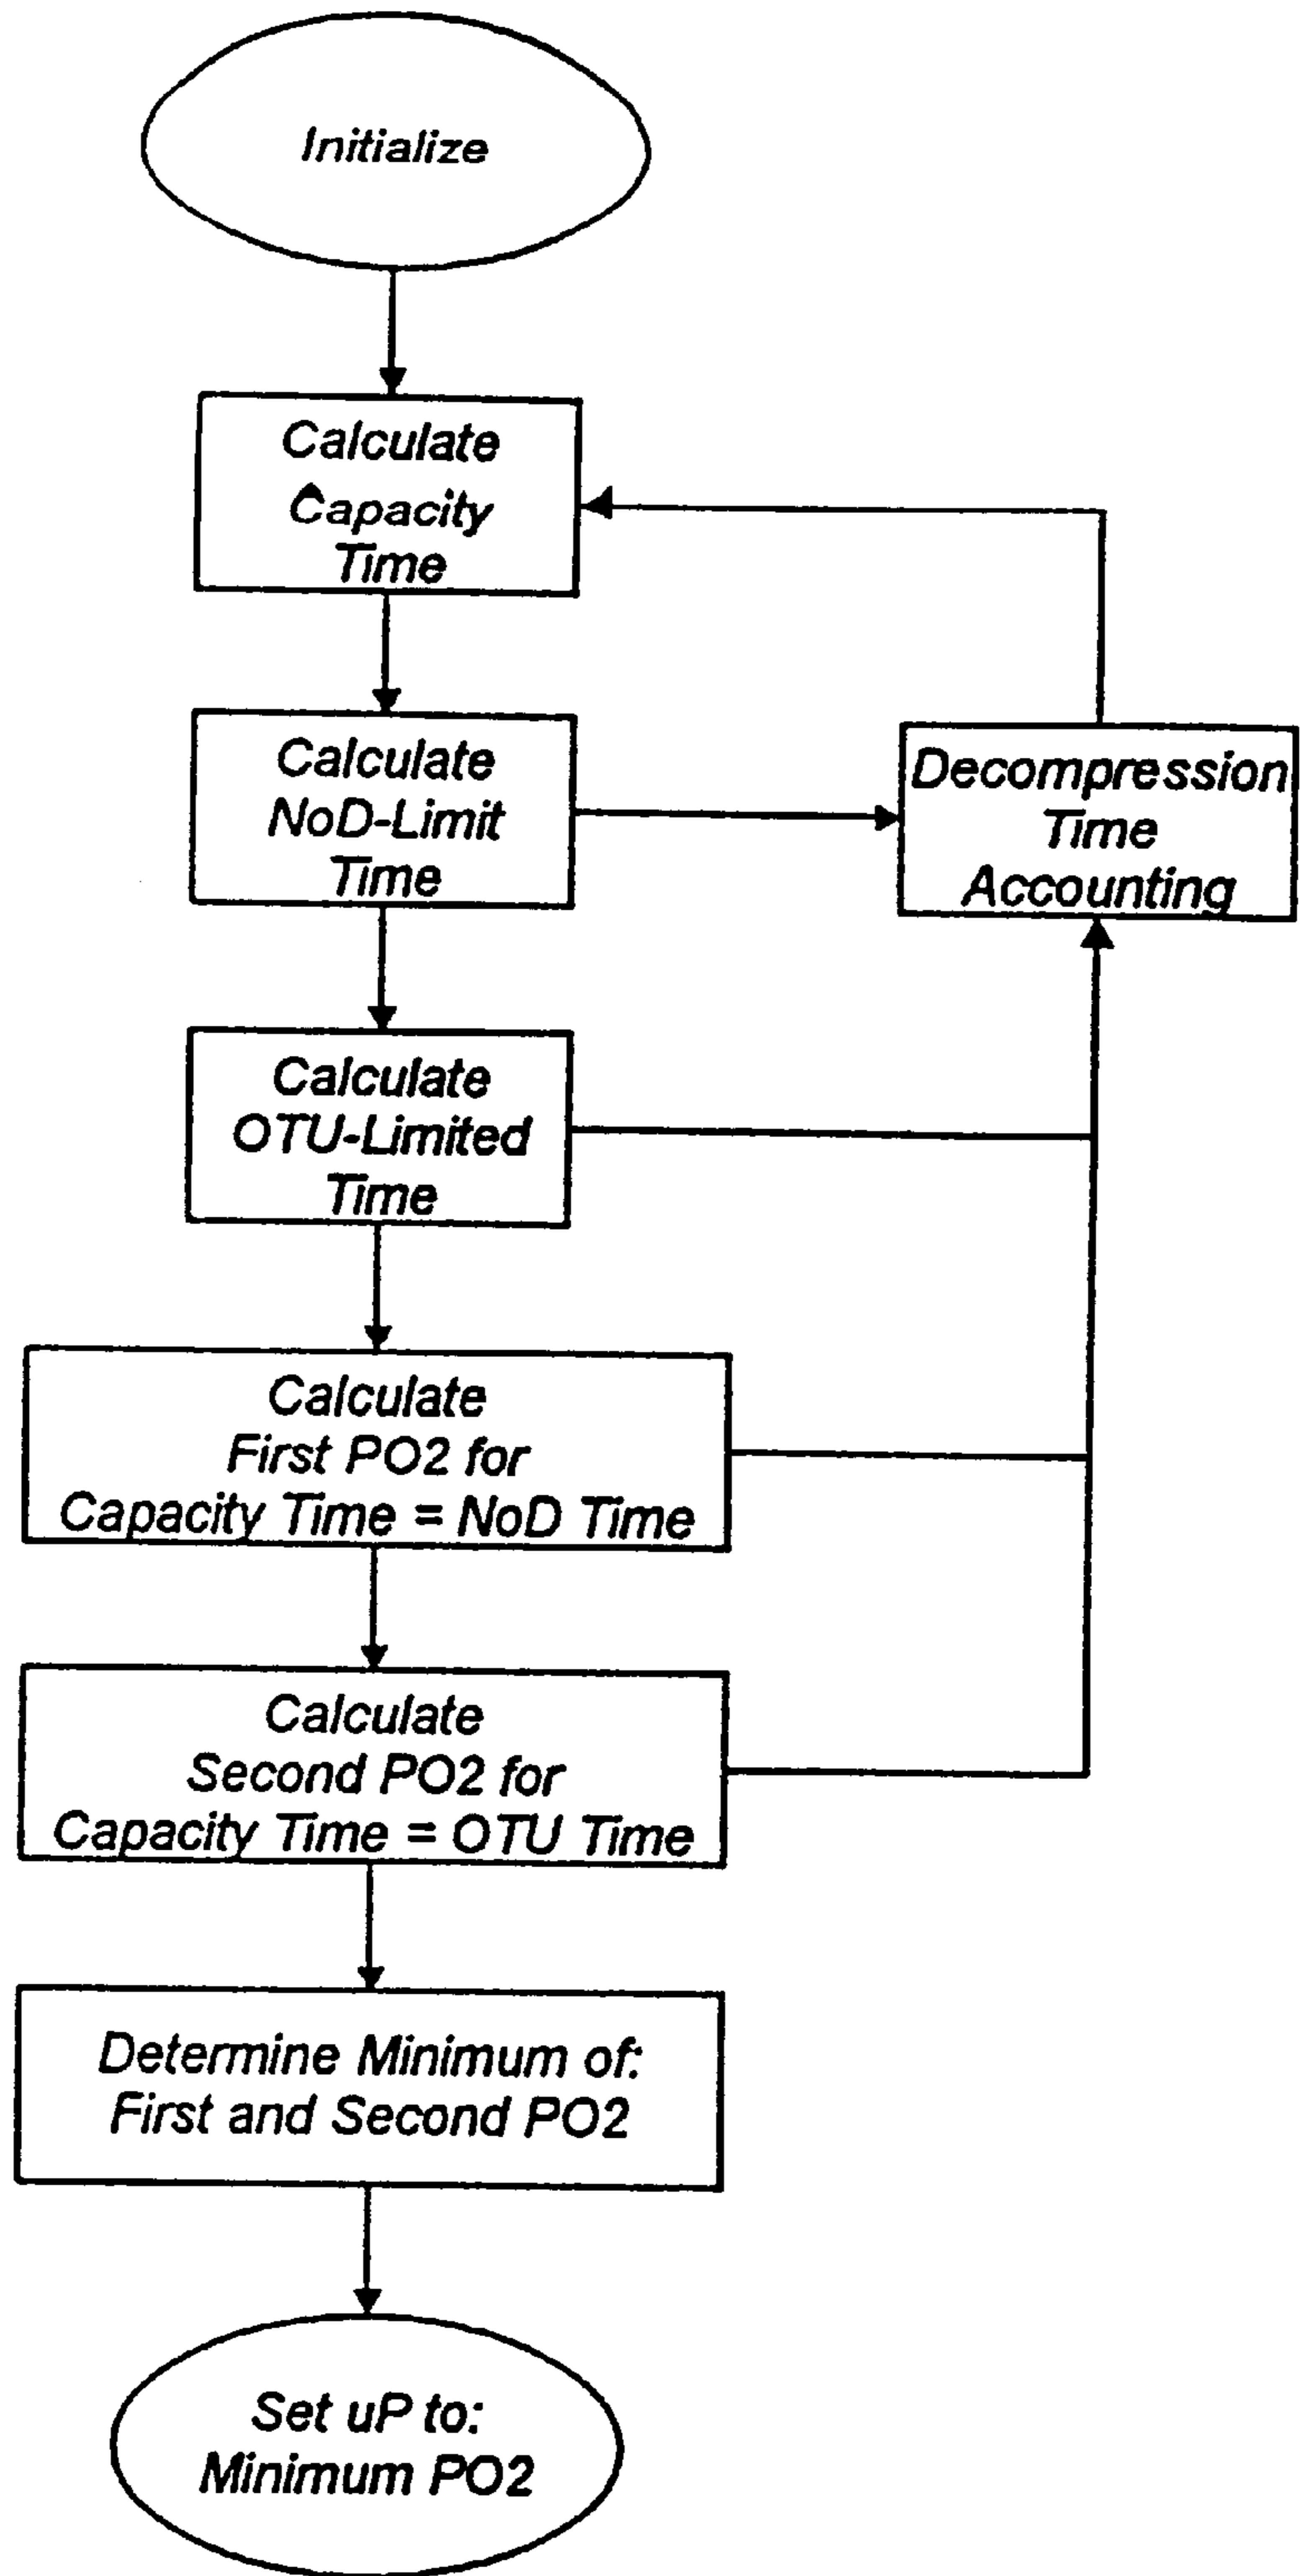 Initialize
Calculate
Capacity
Time
Calculate
NoD-Limit
Time
Decompression
Time
Accounting
Calculate
OTU-Limited
Time
Calculate
First PO2 for
Capacity Time = NoD Time
Calculate
Second PO2 for
Capacity Time = OTU Time
Determine Minimum of:
First and Second PO2
Set uP to:
Minimum PO2